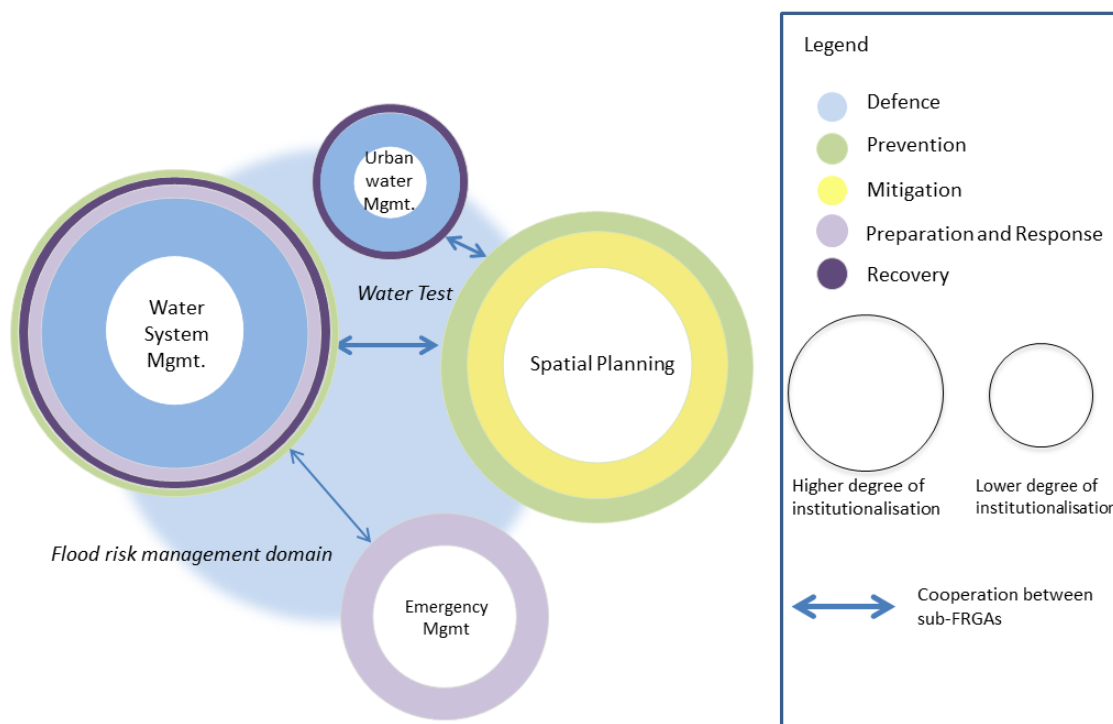 Urban
water
Mgmt.
Water Test
Water
System
Mgmt.
Spatial Planning
Flood risk management domain
Emergency
Mgmt
Legend
Defence
Prevention
Mitigation
Preparation and Response
Recovery
Higher degree of
institutionalisation
Lower degree of
institutionalisation
Cooperation between
sub-FRGAs